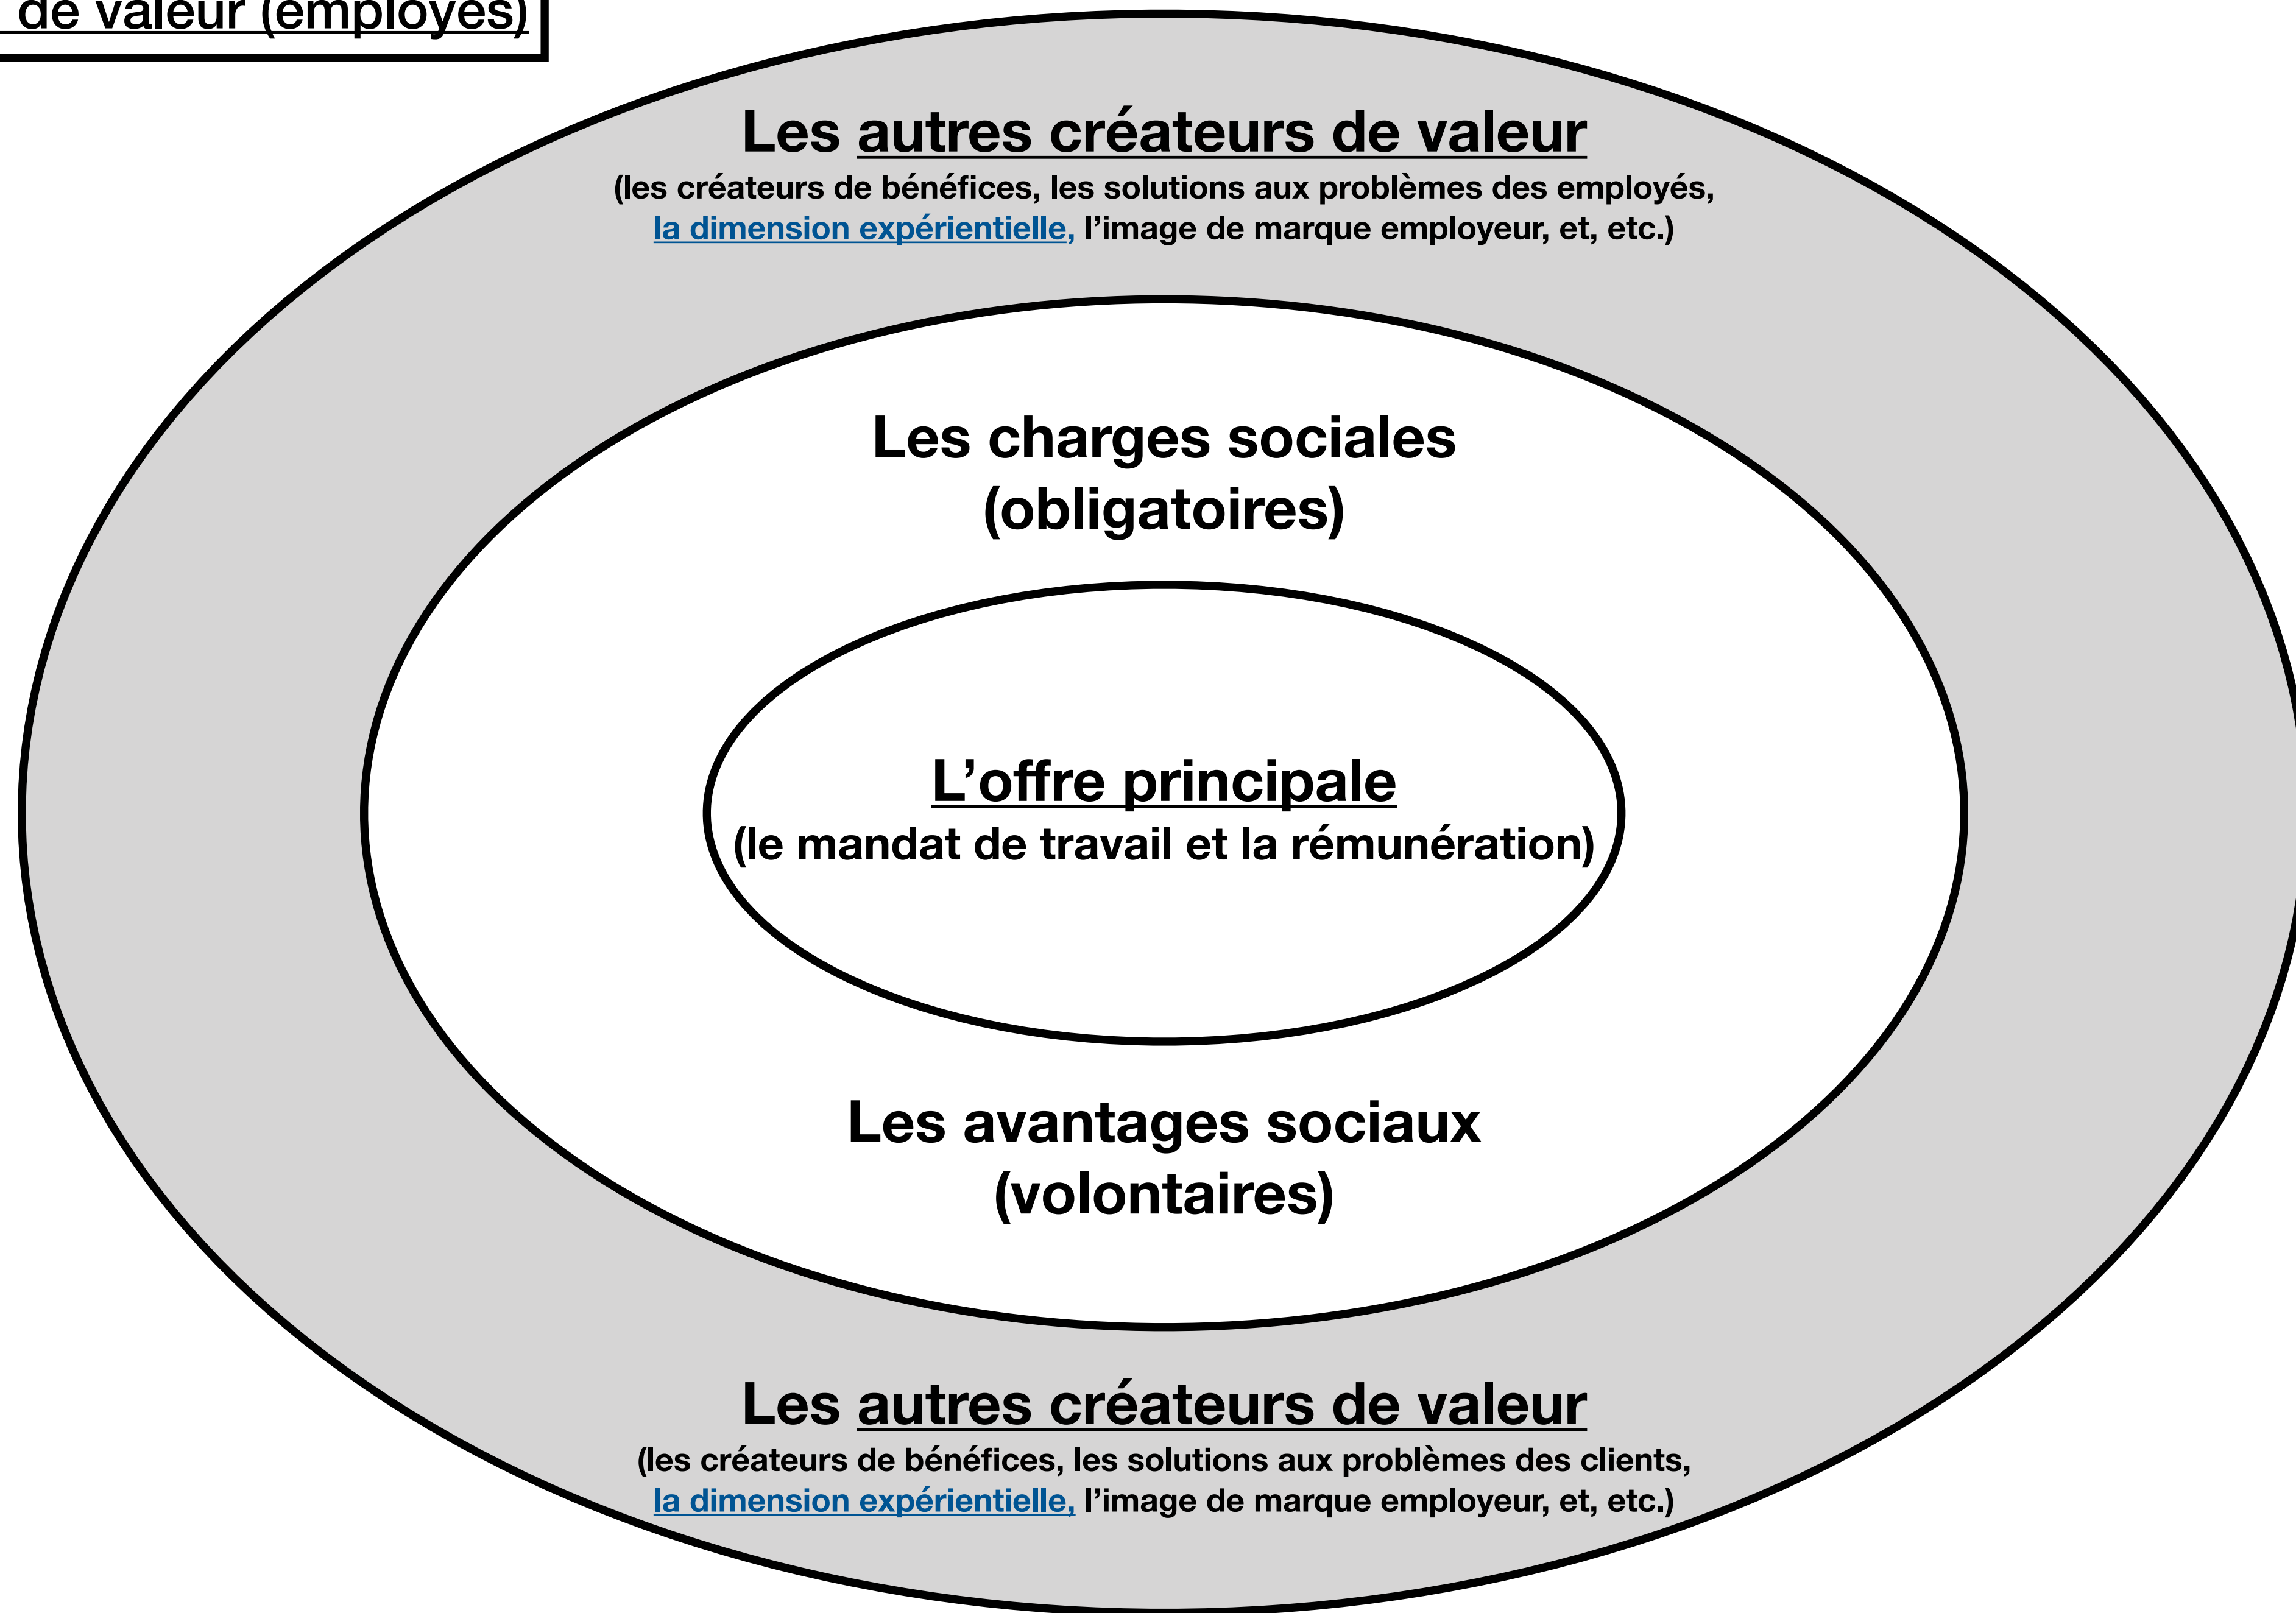 de valeur (employés)
Les autres créateurs de valeur
(les créateurs de bénéfices, les solutions aux problèmes des employés,
la dimension expérientielle, l’image de marque employeur, et, etc.)
Les charges sociales
(obligatoires)
L’offre principale
(le mandat de travail et la rémunération)
Les avantages sociaux
(volontaires)
Les autres créateurs de valeur
(les créateurs de bénéfices, les solutions aux problèmes des clients,
la dimension expérientielle, l’image de marque employeur, et, etc.)